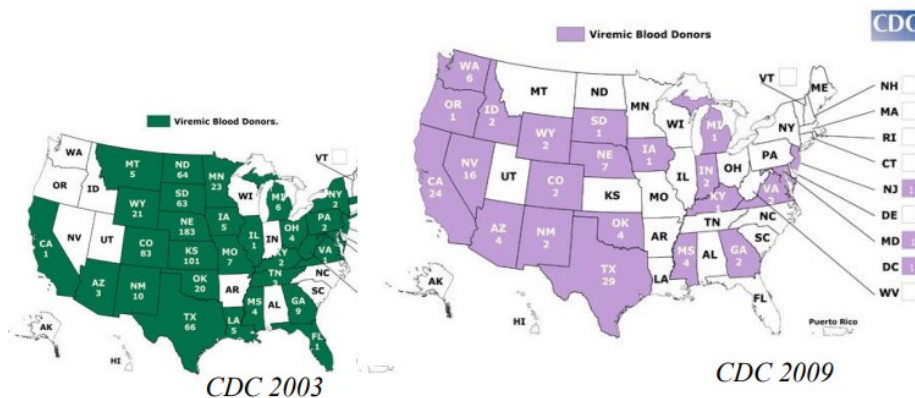 Viremic Blood Donors.
WA
OR
ID
NV
UT
CA
1
MT
5
WY
21
CO
83
AZ
3
NM
10
ND
64
SD
63
NE
183
KS
101
OK
20
TX
66
MN
23
IA
5
MO
7
AR
LA
5
WI
IL
1
MI
6
IN
OH
4
KY
2
TN
MS
4
AL
GA
9
FL
1
SC
NC
VA
1
PA
2
NY
2
VT
AK
HI
CDC 2003
CDC
Viremic Blood Donors
WA
6
OR
1
ID
2
NV
16
CA
24
UT
AZ
4
MT
WY
2
CO
2
NM
2
ND
SD
1
NE
7
KS
OK
4
TX
29
MN
IA
1
MO
AR
LA
WI
IL
MI
1
IN
2
OH
KY
1
TN
MS
4
AL
GA
2
FL
SC
NC
VA
2
PA
NY
ME
VT
NH
MA
RI
CT
NJ
DE
MD
DC
WV
AK
HI
Puerto Rico
CDC 2009